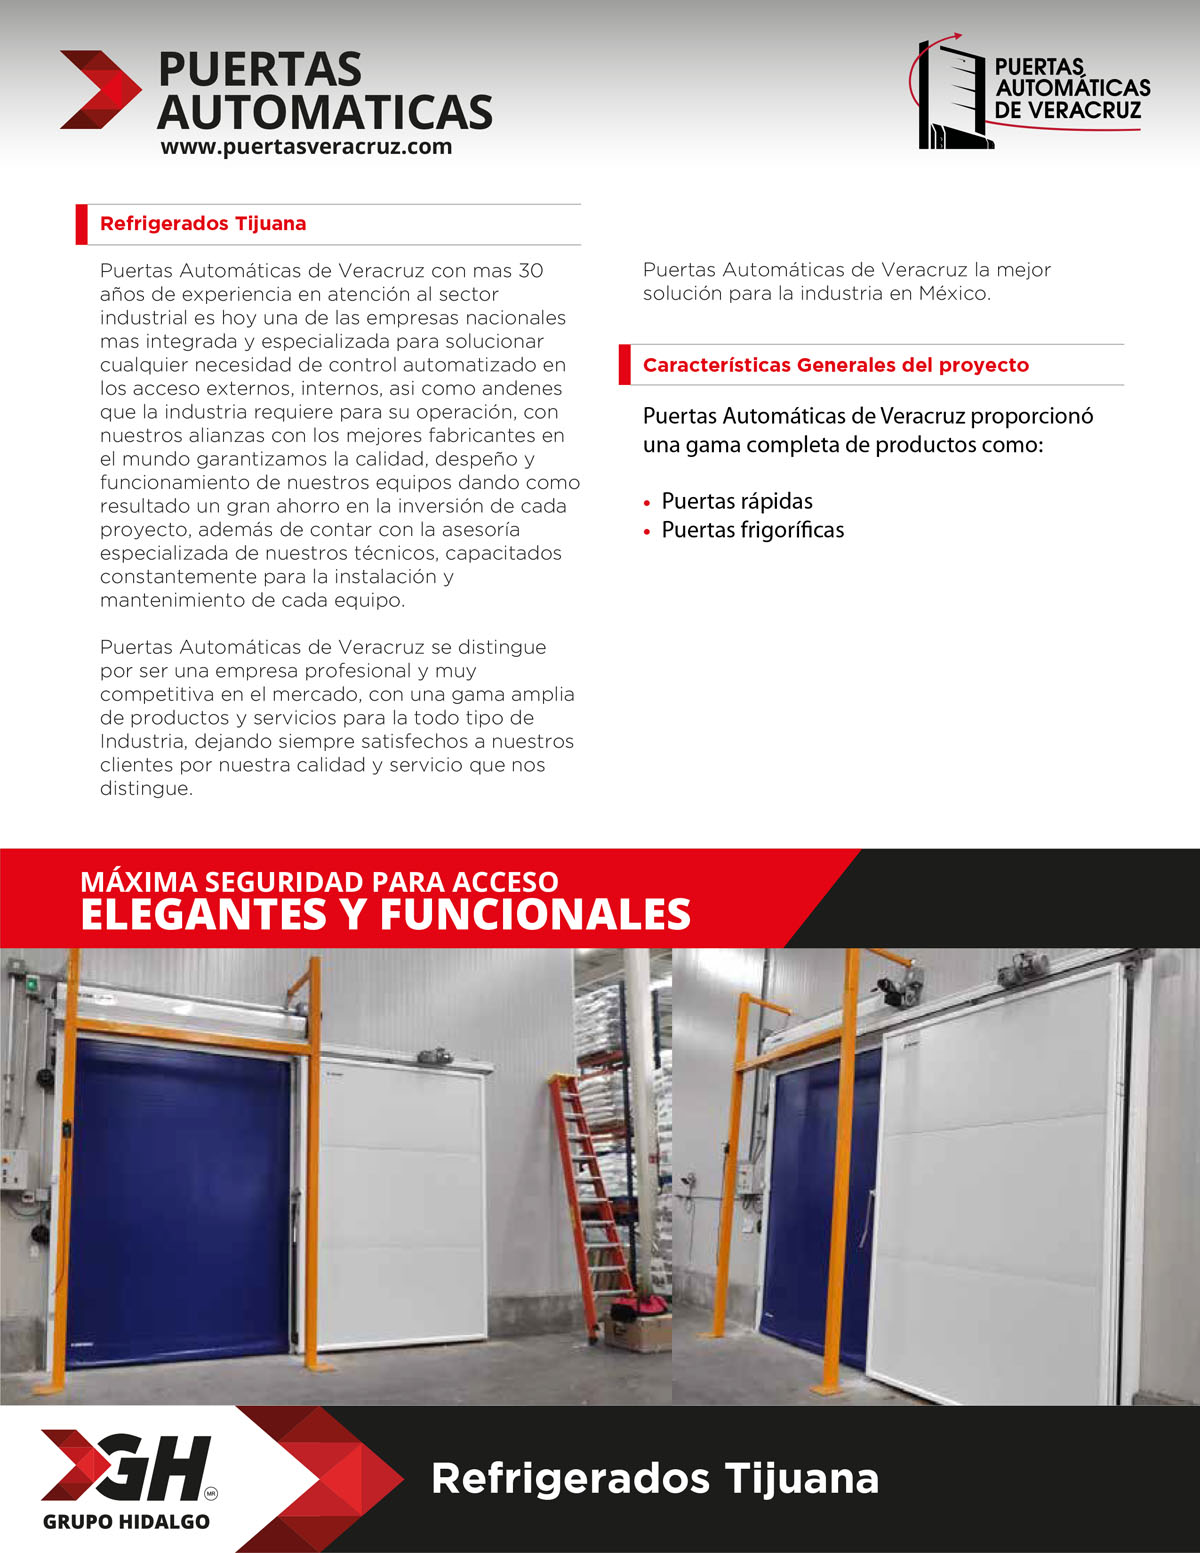 PUERTAS
AUTOMATICAS
www.puertasveracruz.com
PUERTAS
AUTOMÁTICAS
DE VERACRUZ
Refrigerados Tijuana
Puertas Automáticas de Veracruz con mas 30
años de experiencia en atención al sector
industrial es hoy una de las empresas nacionales
mas integrada y especializada para solucionar
cualquier necesidad de control automatizado en
los acceso externos, internos, asi como andenes
que la industria requiere para su operación, con
nuestros alianzas con los mejores fabricantes en
el mundo garantizamos la calidad, despeño y
funcionamiento de nuestros equipos dando como
resultado un gran ahorro en la inversión de cada
proyecto, además de contar con la asesoría
especializada de nuestros técnicos, capacitados
constantemente para la instalación y
mantenimiento de cada equipo.
Puertas Automáticas de Veracruz se distingue
por ser una empresa profesional y muy
competitiva en el mercado, con una gama amplia
de productos y servicios para la todo tipo de
Industria, dejando siempre satisfechos a nuestros
clientes por nuestra calidad y servicio que nos
distingue.
Puertas Automáticas de Veracruz la mejor
solución para la industria en México.
Características Generales del proyecto
Puertas Automáticas de Veracruz proporcionó
una gama completa de productos como:
• Puertas rápidas
• Puertas frigoríficas
MÁXIMA SEGURIDAD PARA ACCESO
ELEGANTES Y FUNCIONALES
GH
MR
GRUPO HIDALGO
Refrigerados Tijuana